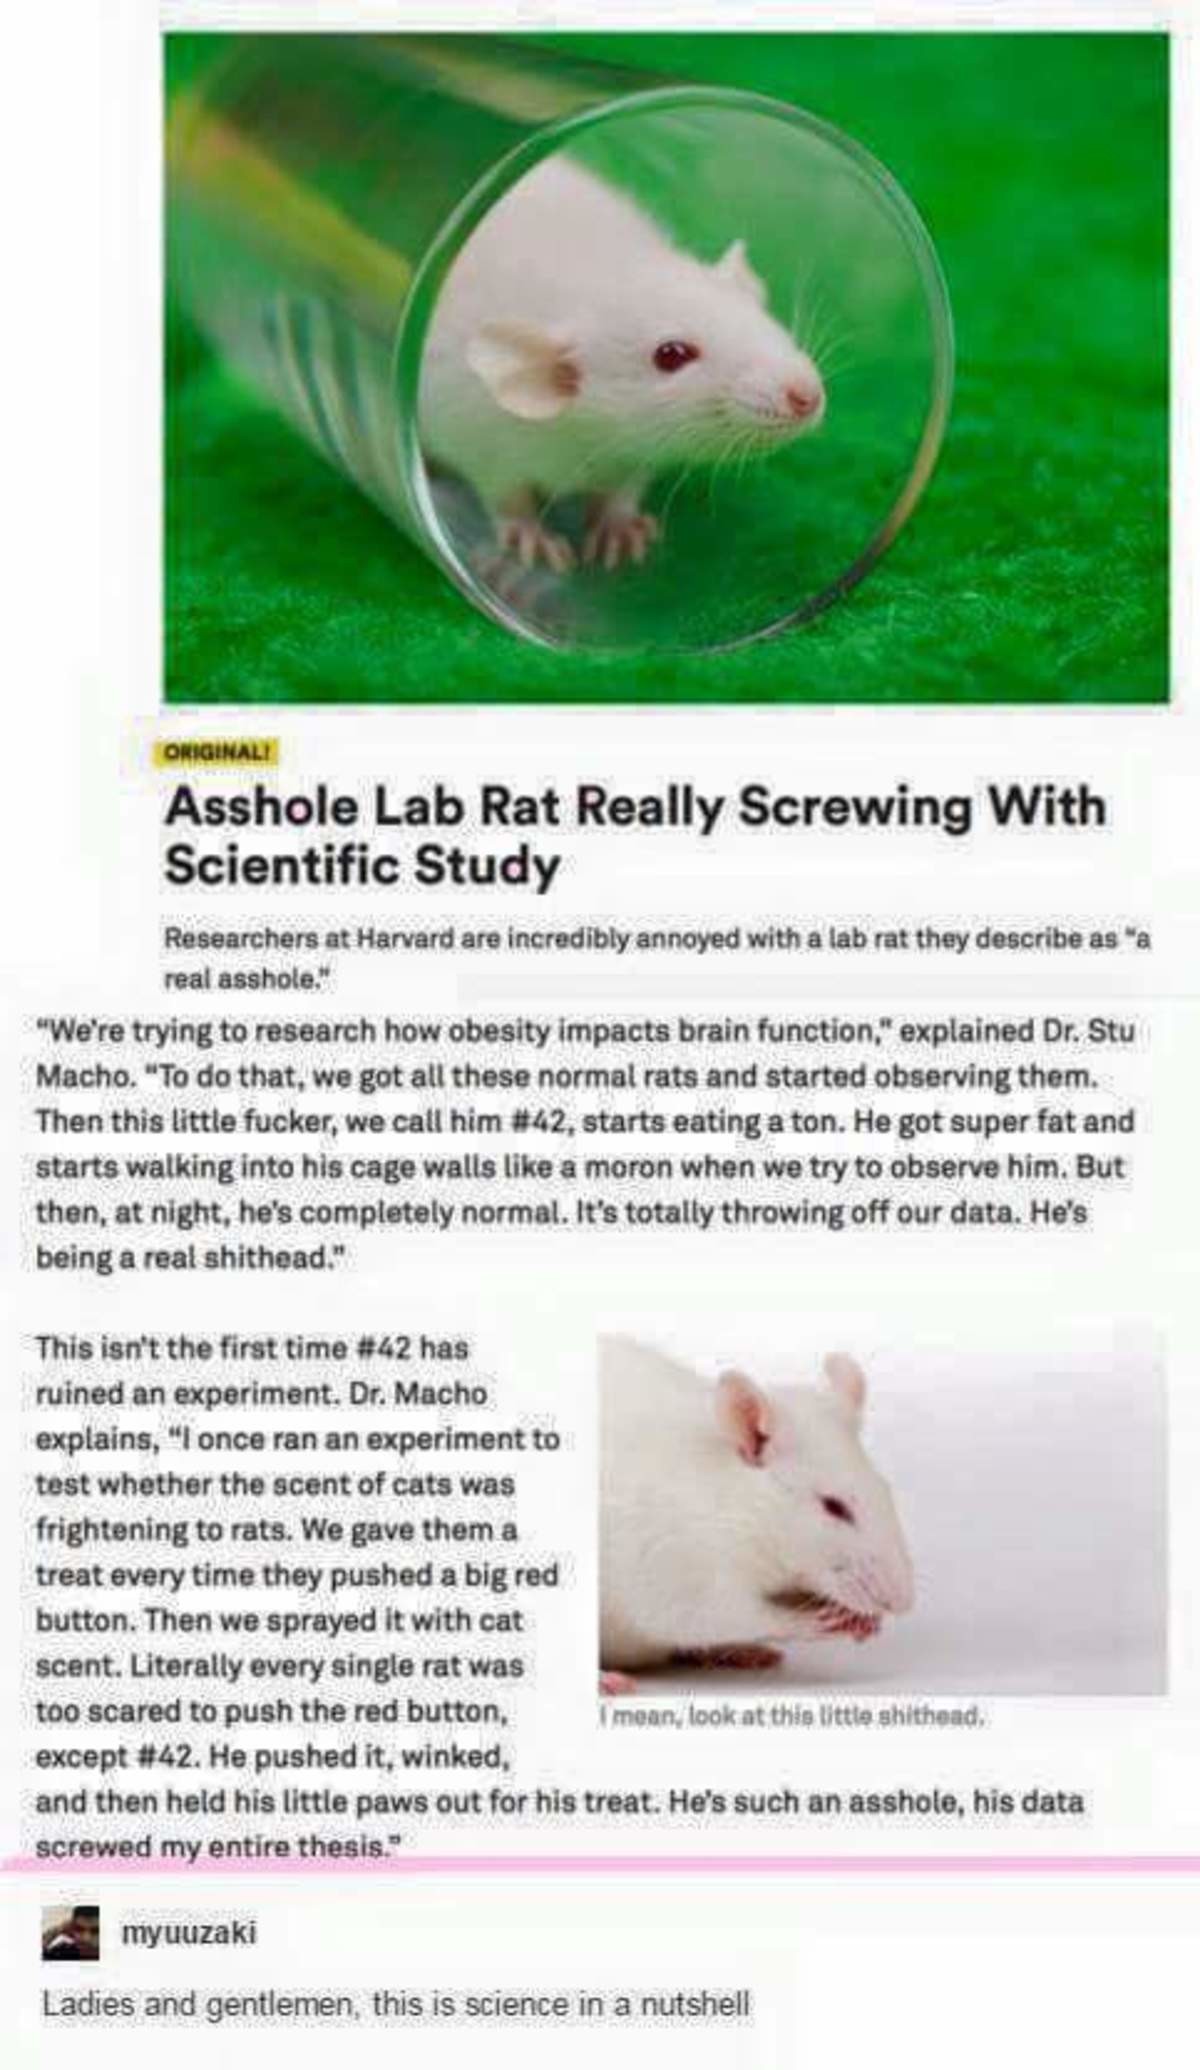 ORIGINAL!
Asshole Lab Rat Really Screwing With
Scientific Study
Researchers at Harvard are incredibly annoyed with a lab rat they describe as "a
real asshole."
"We're trying to research how obesity impacts brain function," explained Dr. Stu
Macho. "To do that, we got all these normal rats and started observing them.
Then this little fucker, we call him #42, starts eating a ton. He got super fat and
starts walking into his cage walls like a moron when we try to observe him. But
then, at night, he's completely normal. It's totally throwing off our data. He's
being a real shithead."
This isn't the first time #42 has
ruined an experiment. Dr. Macho
explains, "I once ran an experiment to
test whether the scent of cats was
frightening to rats. We gave them a
treat every time they pushed a big red
button. Then we sprayed it with cat
scent. Literally every single rat was
too scared to push the red button,
except #42. He pushed it, winked,
and then held his little paws out for his treat. He's such an asshole, his data
screwed my entire thesis."
I mean, look at this little shithead.
myuuzaki
Ladies and gentlemen, this is science in a nutshell